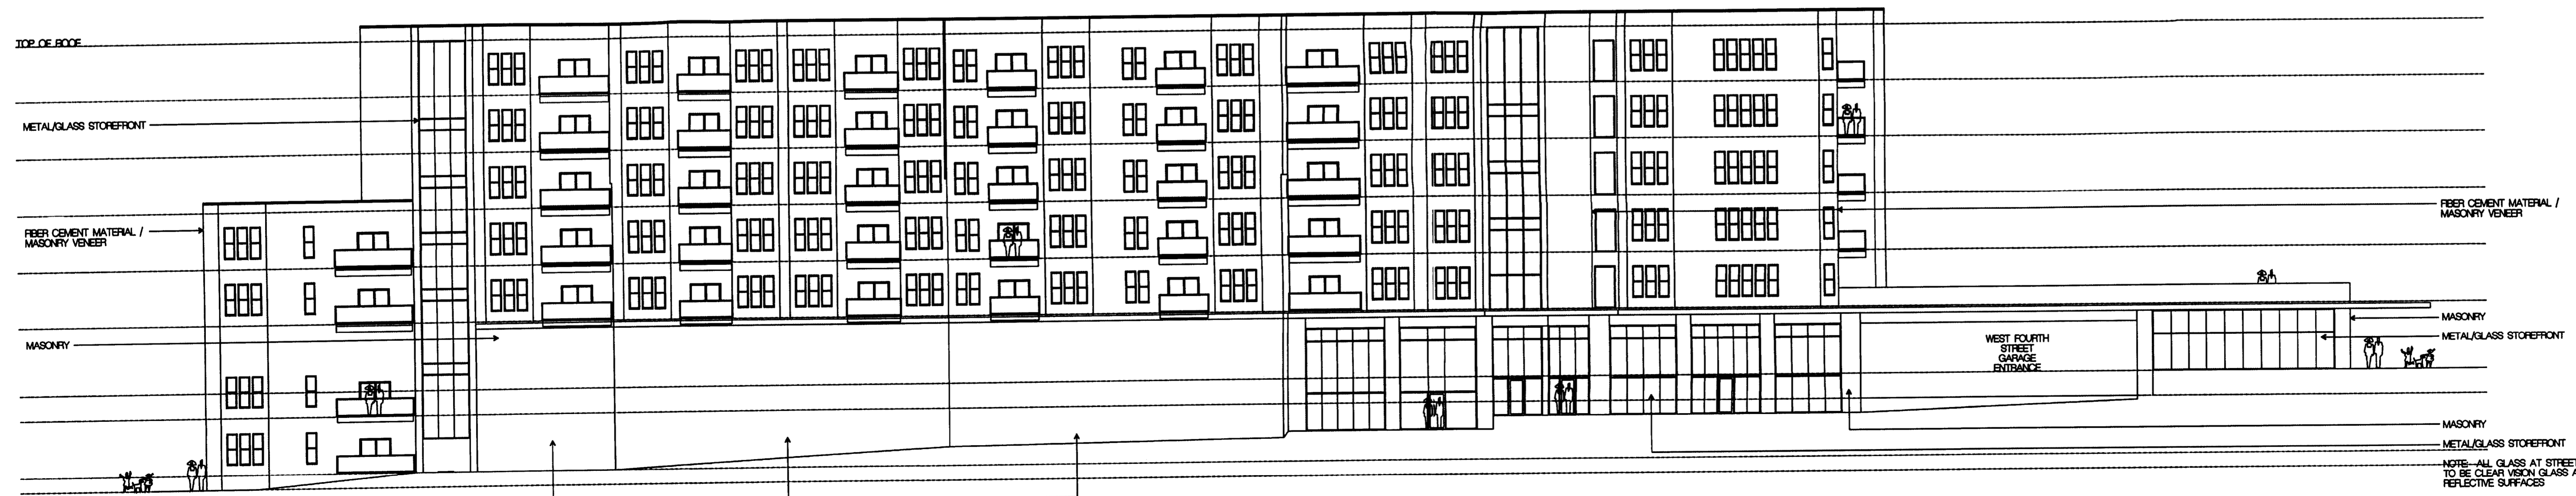 TOP OF ROOF
METAL/GLASS STOREFRONT
FIBER CEMENT MATERIAL /
MASONRY VENEER
MASONRY
WEST FOURTH
STREET
GARAGE
ENTRANCE
FIBER CEMENT MATERIAL /
MASONRY VENEER
MASONRY
METAL/GLASS STOREFRONT
MASONRY
METAL/GLASS STOREFRONT
NOTE: ALL GLASS AT STREET
TO BE CLEAR VISION GLASS A
REFLECTIVE SURFACES